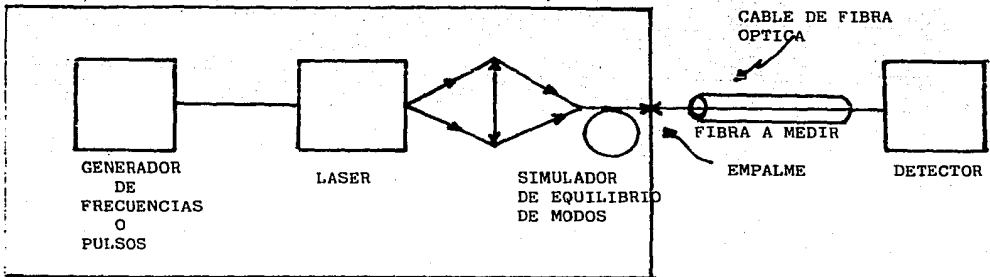 CABLE DE FIBRA
OPTICA
GENERADOR
DE
FRECUENCIAS
O
PULSOS
LASER
SIMULADOR
DE EQUILIBRIO
DE MODOS
FIBRA A MEDIR
EMPALME
DETECTOR